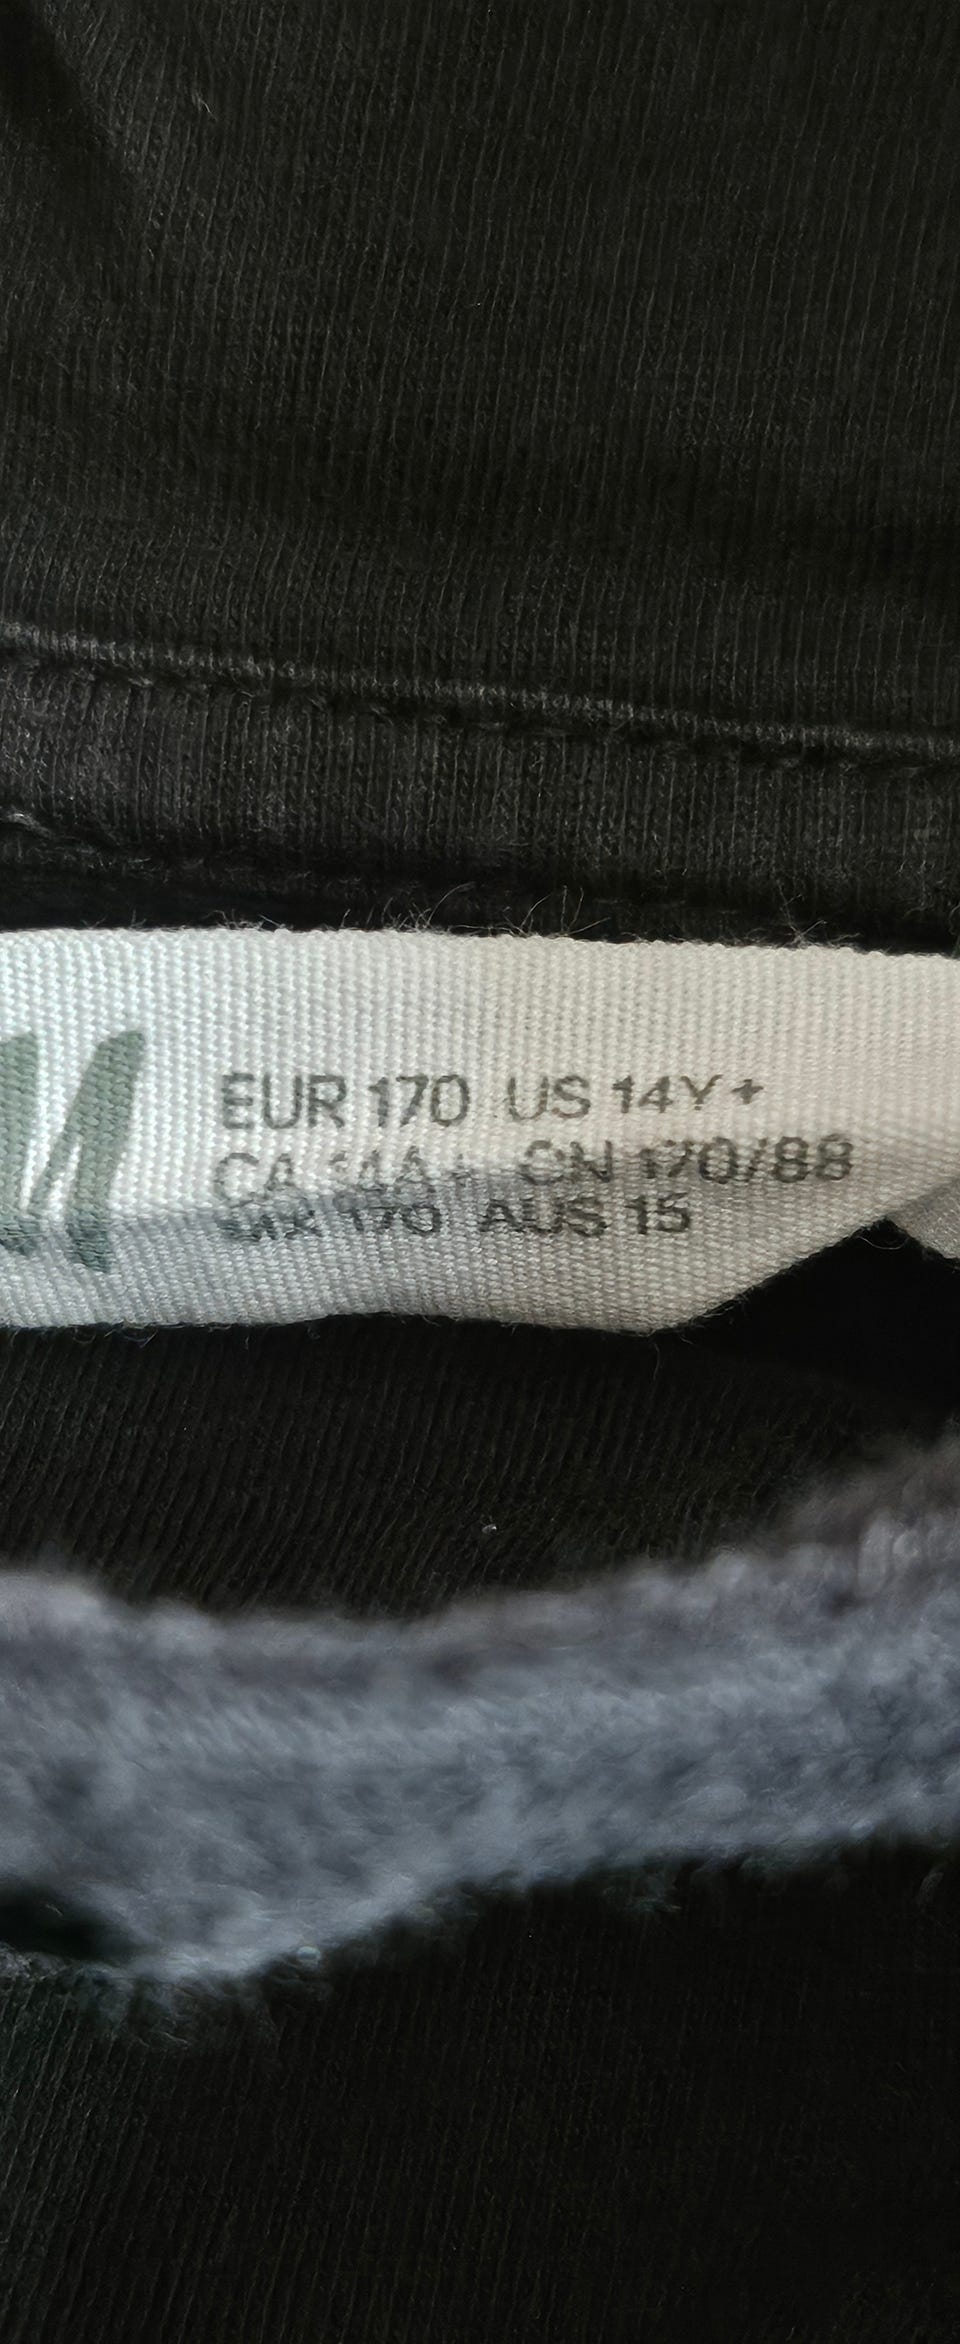 EUR 170 US 14Y+
CA 14A+ CN 170/88
MX 170 AUS 15